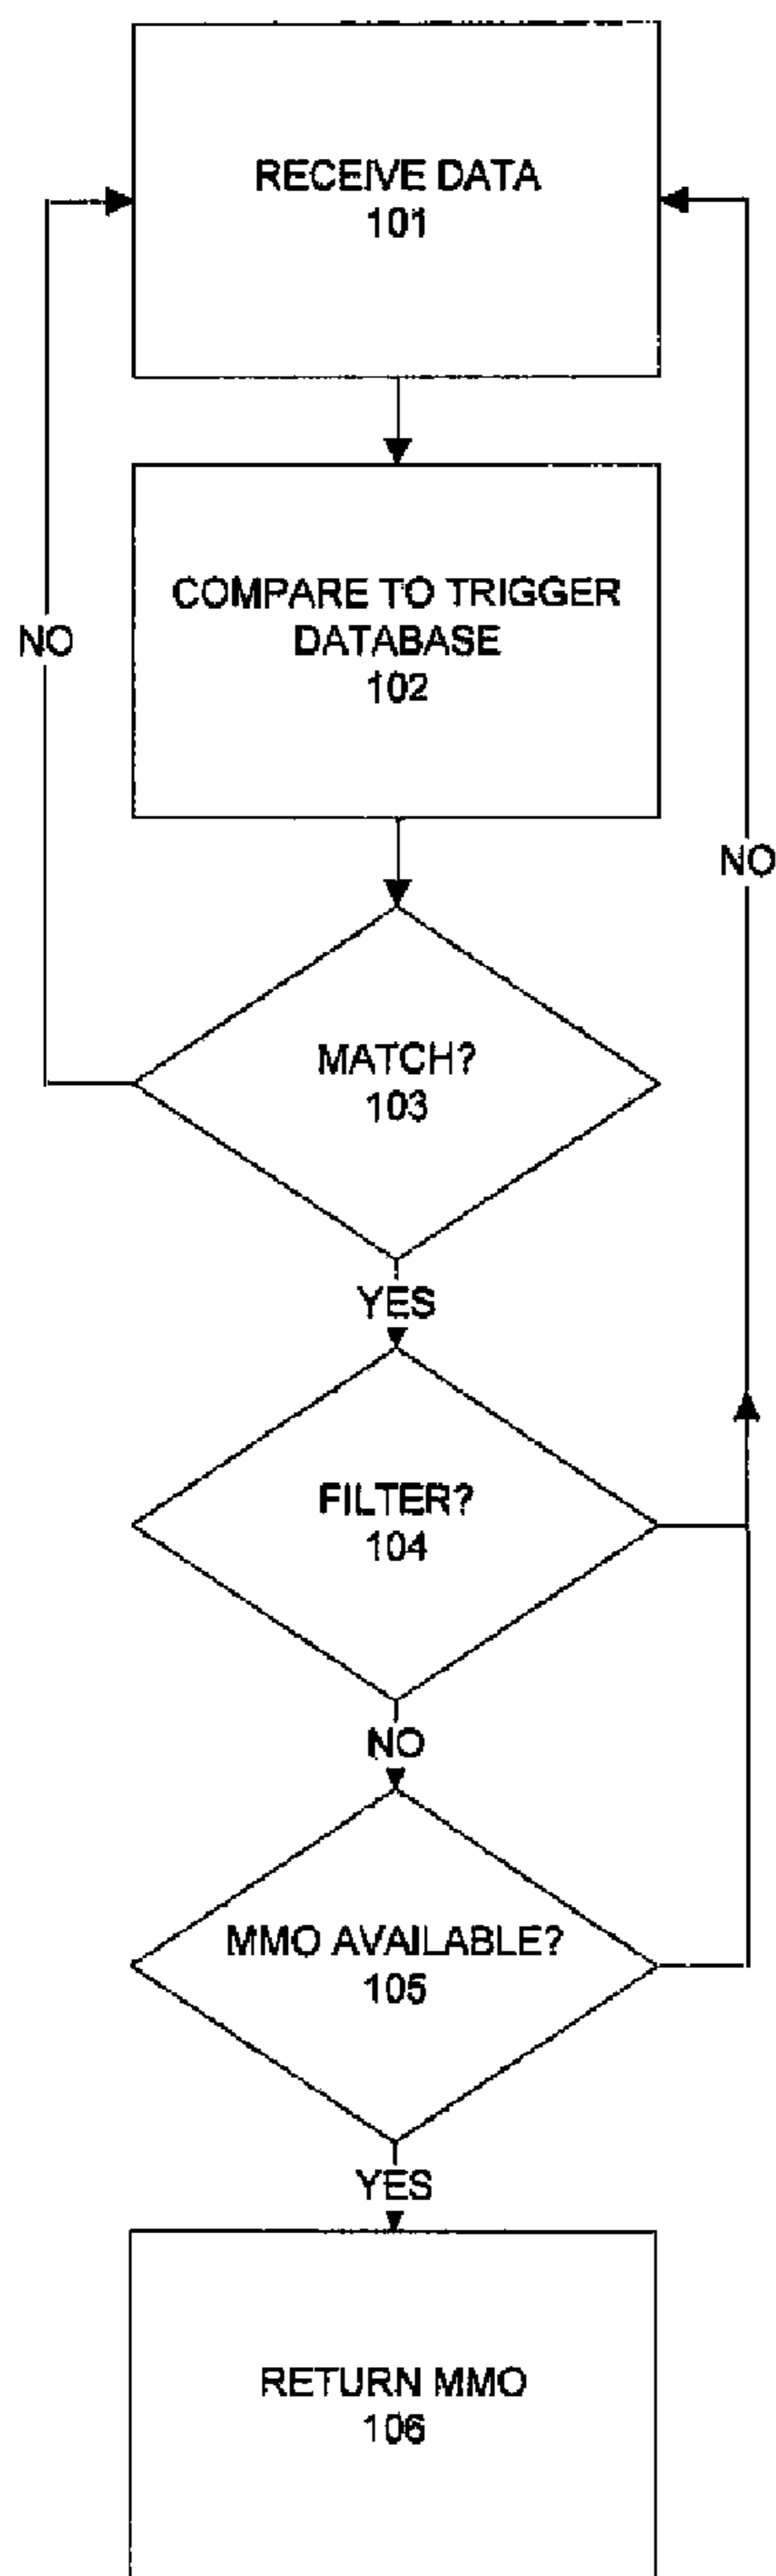 RECEIVE DATA
101
COMPARE TO TRIGGER
DATABASE
102
NO
NO
MATCH?
103
YES
FILTER?
104
NO
MMO AVAILABLE?
105
YES
RETURN MMO
106